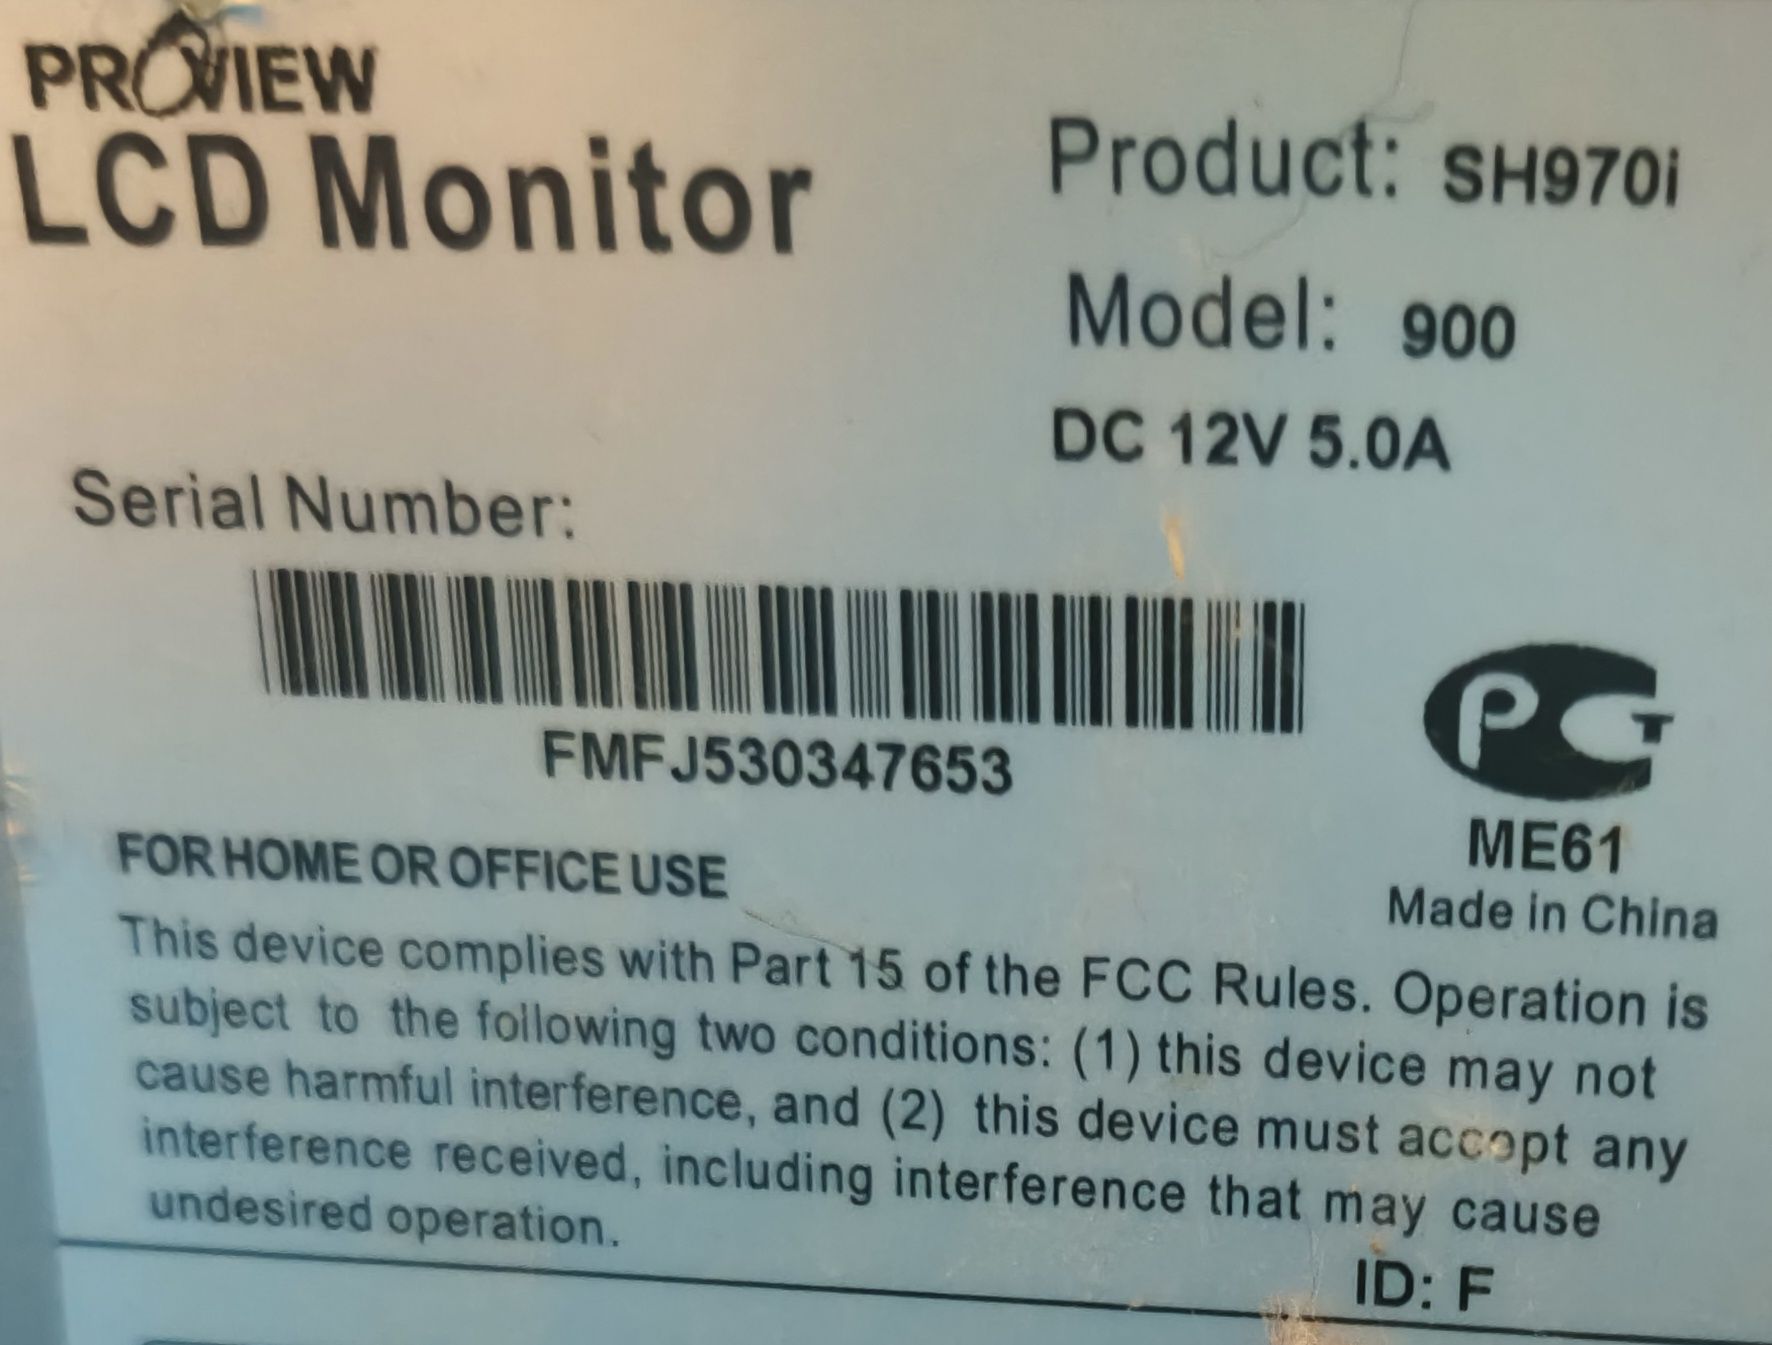 PROVIEW
LCD Monitor
Product: SH970i
Model: 900
DC 12V 5.0A
Serial Number:
FMFJ530347653
PCT
ME61
Made in China
FOR HOME OR OFFICE USE
This device complies with Part 15 of the FCC Rules. Operation is
subject to the following two conditions: (1) this device may not
cause harmful interference, and (2) this device must accept any
interference received, including interference that may cause
undesired operation.
ID: F